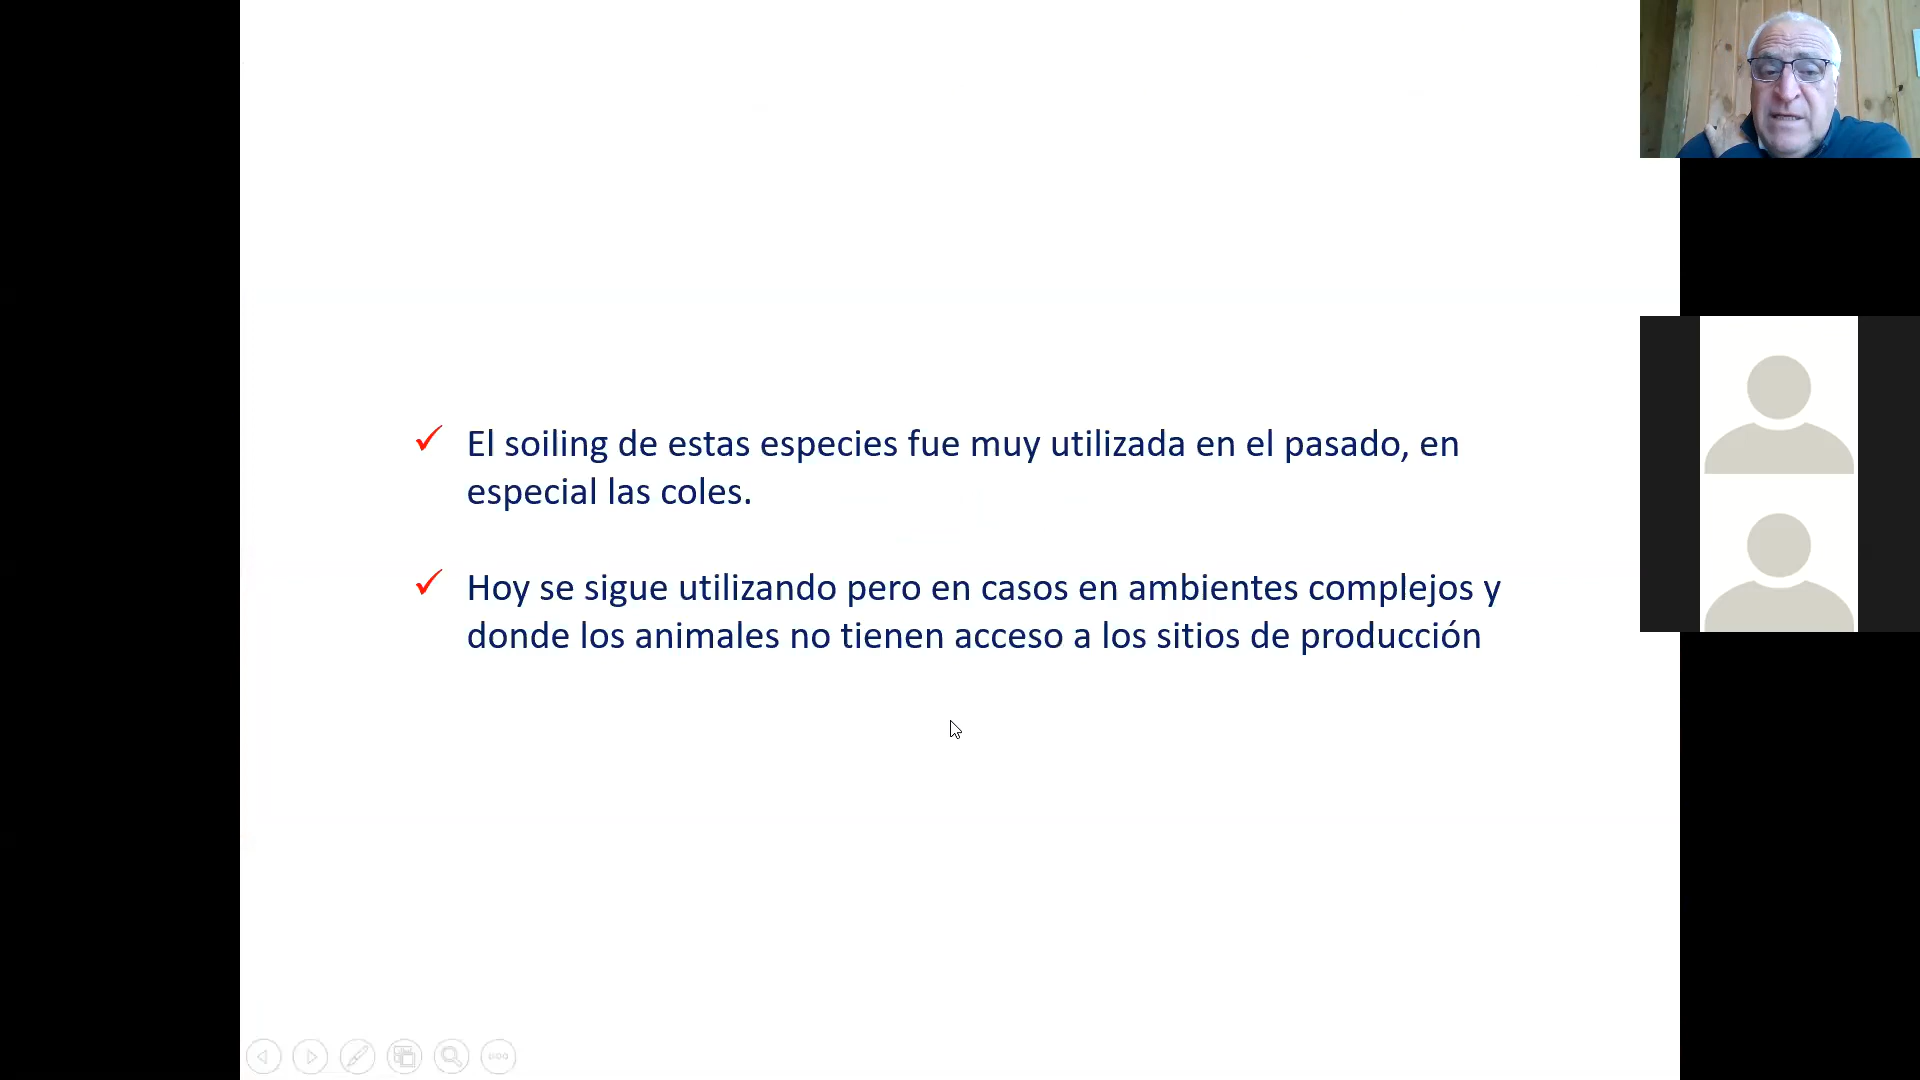 El soiling de estas especies fue muy utilizada en el pasado, en
especial las coles.
Hoy se sigue utilizando pero en casos en ambientes complejos y
donde los animales no tienen acceso a los sitios de producción